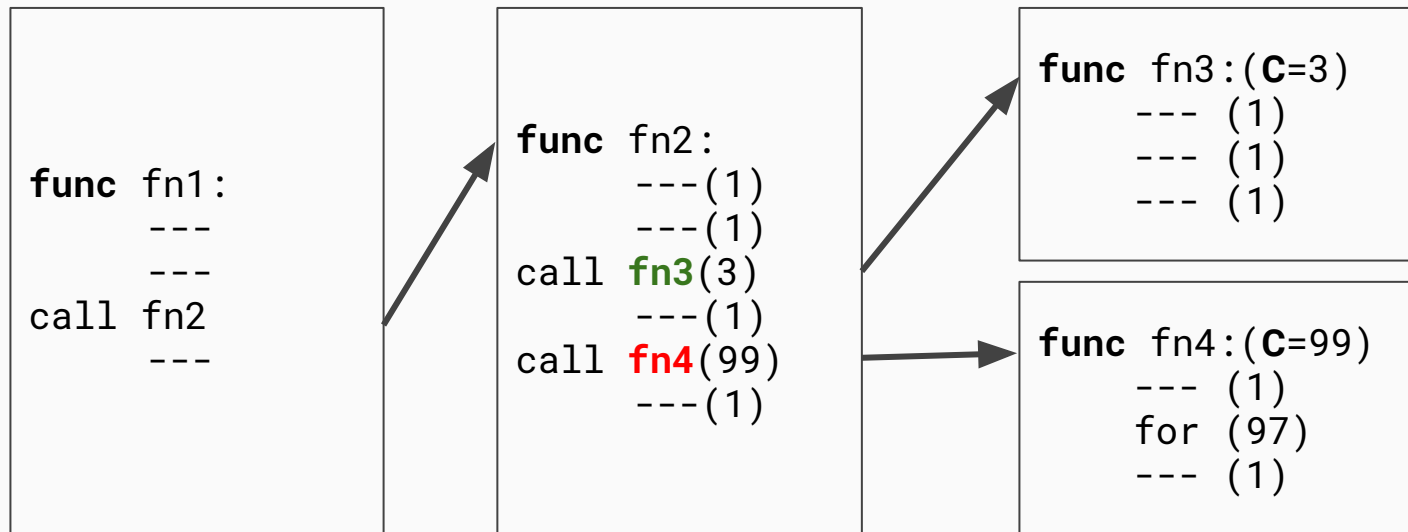 func fn1:
---
---
call fn2
---
func fn2:
---(1)
---(1)
call fn3(3)
---(1)
call fn4(99)
---(1)
func fn3:(C=3)
--- (1)
--- (1)
--- (1)
func fn4:(C=99)
--- (1)
for (97)
--- (1)